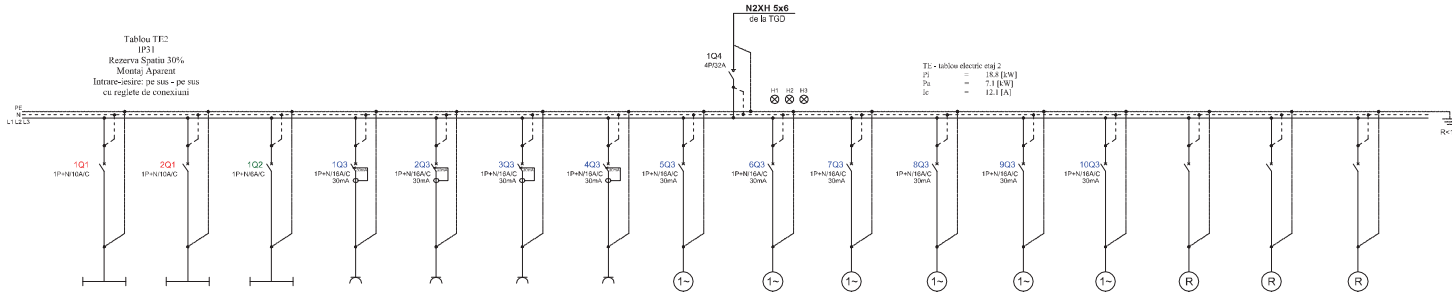 N2XH 5x6
de la TGD
Tablou TE2
IP31
Rezerva Spatiu 30%
Montaj Aparent
Intrare-iesire: pe sus - pe sus
cu reglete de conexiuni
1Q4
4P/32A
H1 H2 H3
TE - tablou electric etaj 2
Pi = 18.8 [kW]
Pa = 7.1 [kW]
Ic = 12.1 [A]
PE
N
L1 L2 L3
R<1
1Q1
1P+N/10A/C
2Q1
1P+N/10A/C
1Q2
1P+N/6A/C
1Q3
1P+N/16A/C
30mA
2Q3
1P+N/16A/C
30mA
3Q3
1P+N/16A/C
30mA
4Q3
1P+N/16A/C
30mA
5Q3
1P+N/16A/C
30mA
6Q3
1P+N/16A/C
30mA
7Q3
1P+N/16A/C
30mA
8Q3
1P+N/16A/C
30mA
9Q3
1P+N/16A/C
30mA
10Q3
1P+N/16A/C
30mA
1~ 1~ 1~ 1~ 1~ 1~ R R R